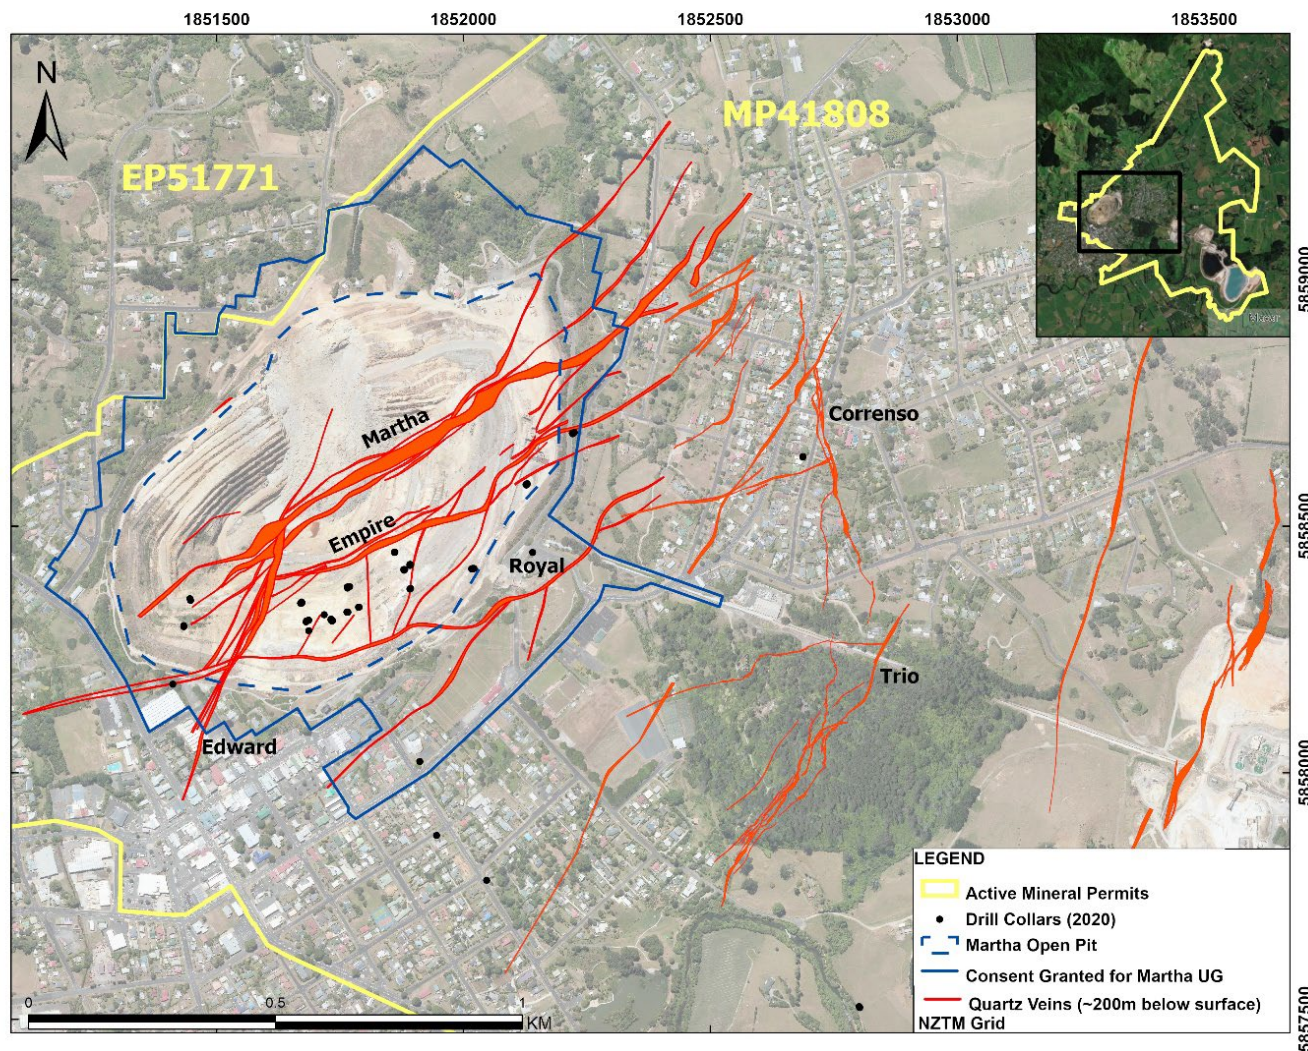 1851500 1852000 1852500 1853000 1853500
N
MP41808
EP51771
5859000
Maxar
Martha
Correnso
Empire
5858500
Royal
Trio
Edward
5858000
LEGEND
Active Mineral Permits
Drill Collars (2020)
Martha Open Pit
Consent Granted for Martha UG
Quartz Veins (~200m below surface)
NZTM Grid
0 0.5 1
KM
5857500